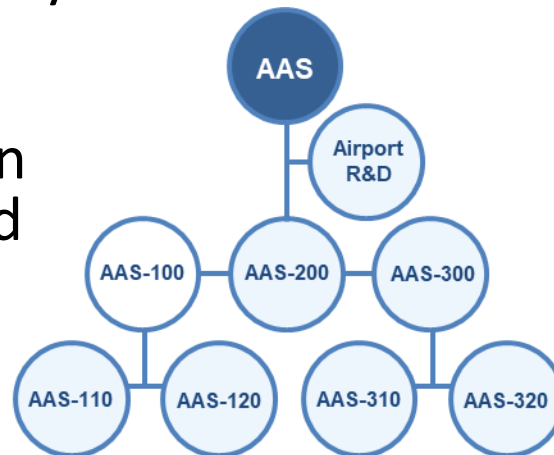 y
AAS
Airport
R&D
n
d
AAS-100
AAS-200
AAS-300
AAS-110
AAS-120
AAS-310
AAS-320